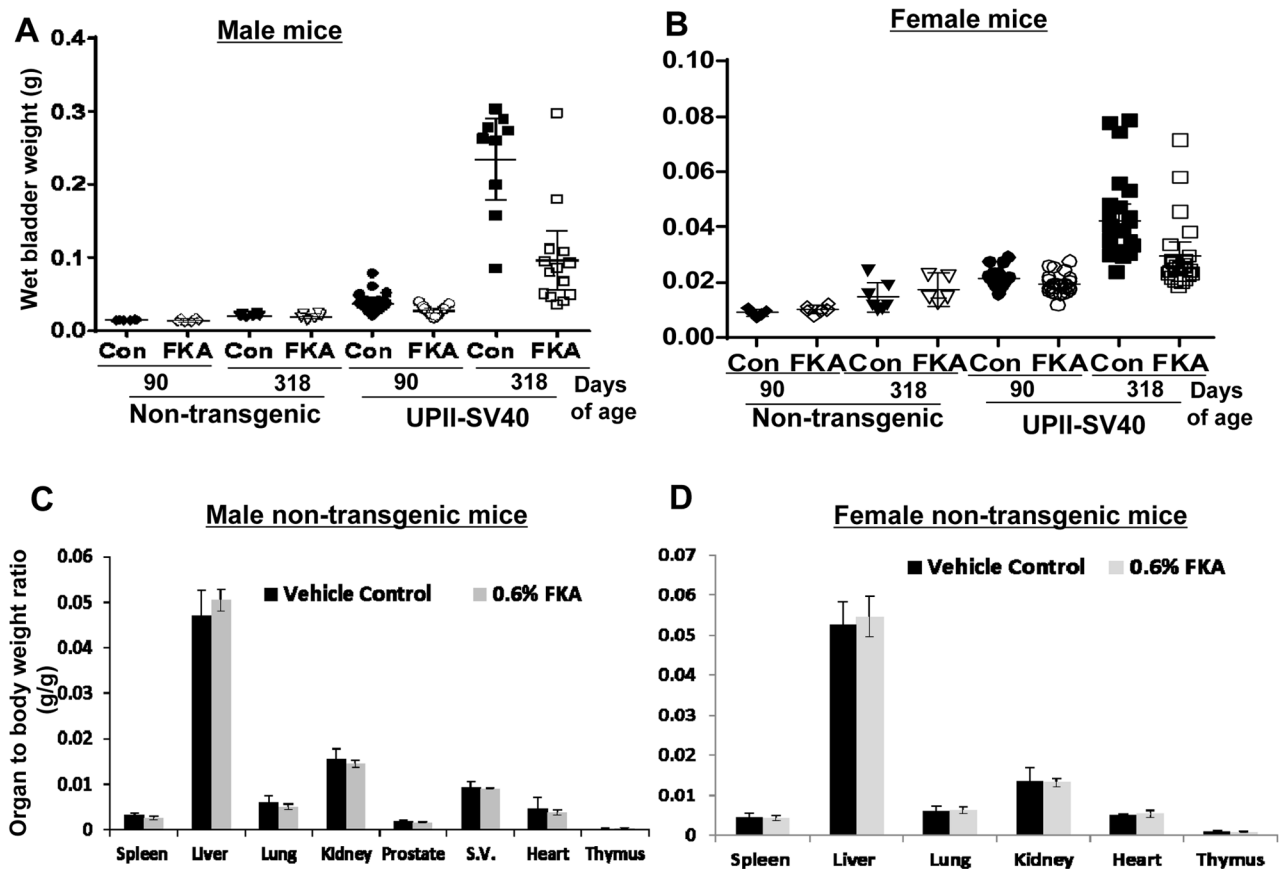 A
Male mice
Wet bladder weight (g)
0.4
0.3
0.2
0.1
0.0
Con FKA Con FKA Con FKA Con FKA
90 318 90 318 Days of age
Non-transgenic UPII-SV40
B
Female mice
0.10
0.08
0.06
0.04
0.02
0.00
Con FKA Con FKA Con FKA Con FKA
90 318 90 318 Days of age
Non-transgenic UPII-SV40
C
Male non-transgenic mice
Organ to body weight ratio
(g/g)
0.06
0.05
0.04
0.03
0.02
0.01
0
Vehicle Control 0.6% FKA
Spleen Liver Lung Kidney Prostate S.V. Heart Thymus
D
Female non-transgenic mice
0.07
0.06
0.05
0.04
0.03
0.02
0.01
0
Vehicle Control 0.6% FKA
Spleen Liver Lung Kidney Heart Thymus